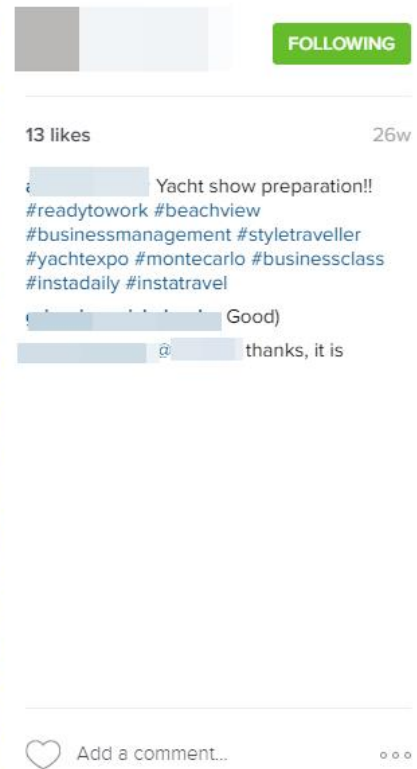 FOLLOWING
13 likes 26w
Yacht show preparation!!
#readytowork #beachview
#businessmanagement #styletraveller
#yachtexpo #montecarlo #businessclass
#instadaily #instatravel
Good)
@ thanks, it is
Add a comment...